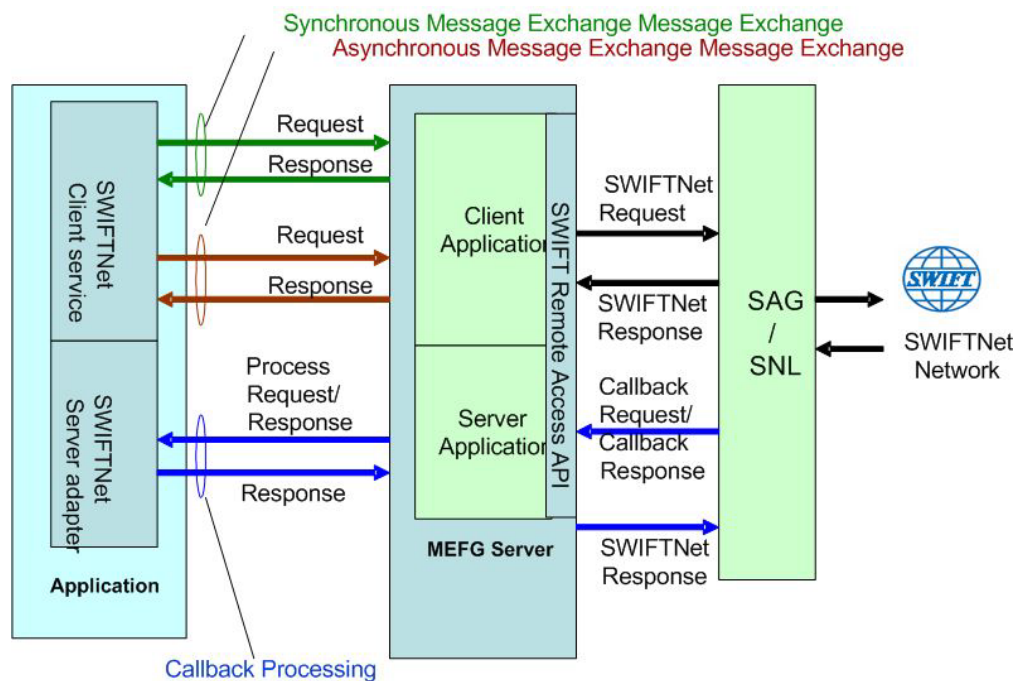 Synchronous Message Exchange Message Exchange
Asynchronous Message Exchange Message Exchange
Request
Response
Request
Response
SWIFTNet
Client service
Process
Request/
Response
Response
SWIFTNet
Server adapter
Application
Client
Application
Server
Application
SWIFT Remote Access API
MEFG Server
SWIFTNet
Request
SWIFTNet
Response
Callback
Request/
Callback
Response
SWIFTNet
Response
SAG
/
SNL
SWIFT
SWIFTNet
Network
Callback Processing